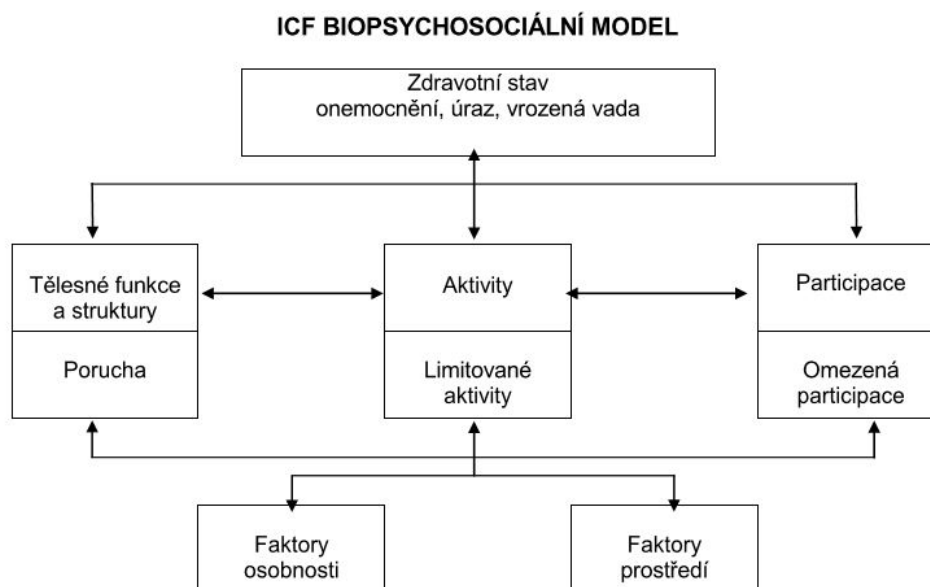 ICF BIOPSYCHOSOCIÁLNÍ MODEL
Zdravotní stav
onemocnění, úraz, vrozená vada
Tělesné funkce
a struktury
Aktivity
Participace
Porucha
Limitované
aktivity
Omezená
participace
Faktory
osobnosti
Faktory
prostředí